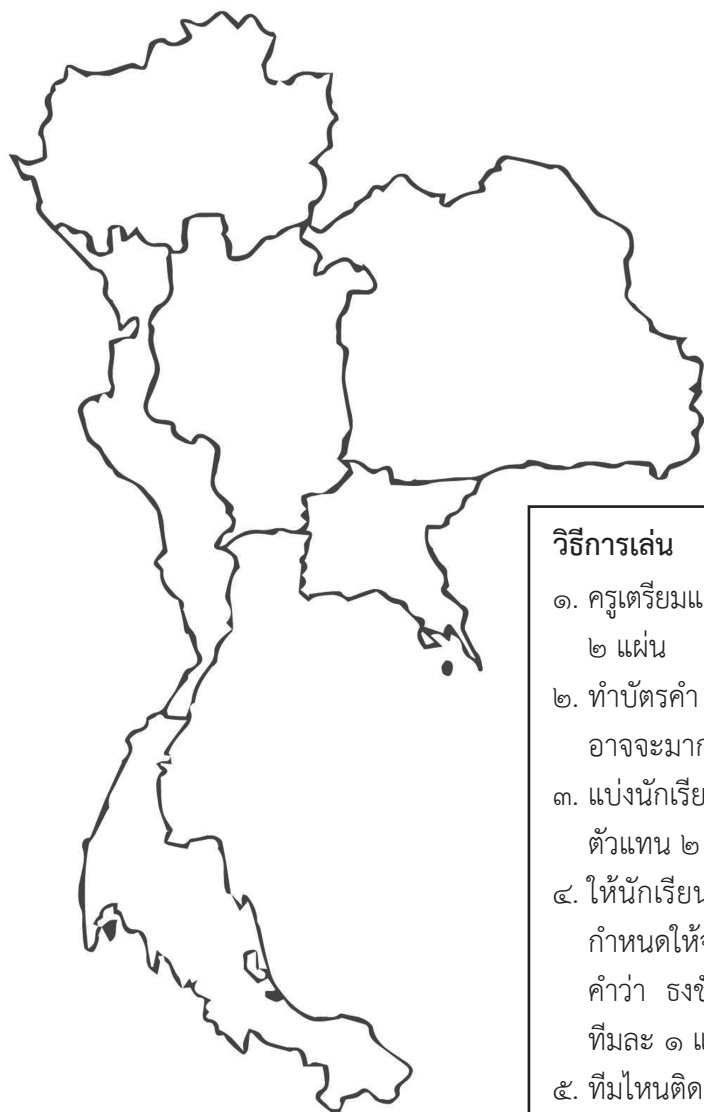 วิธีการเล่น
๑. ครูเตรียมแ
๒ แผ่น
๒. ทำบัตรคำ
อาจจะมาก
๓. แบ่งนักเรีย
ตัวแทน ๒
๔. ให้นักเรียน
กำหนดให้จ
คำว่า ธงช
ทีมละ ๑ แ
๕. ทีมไหนติด